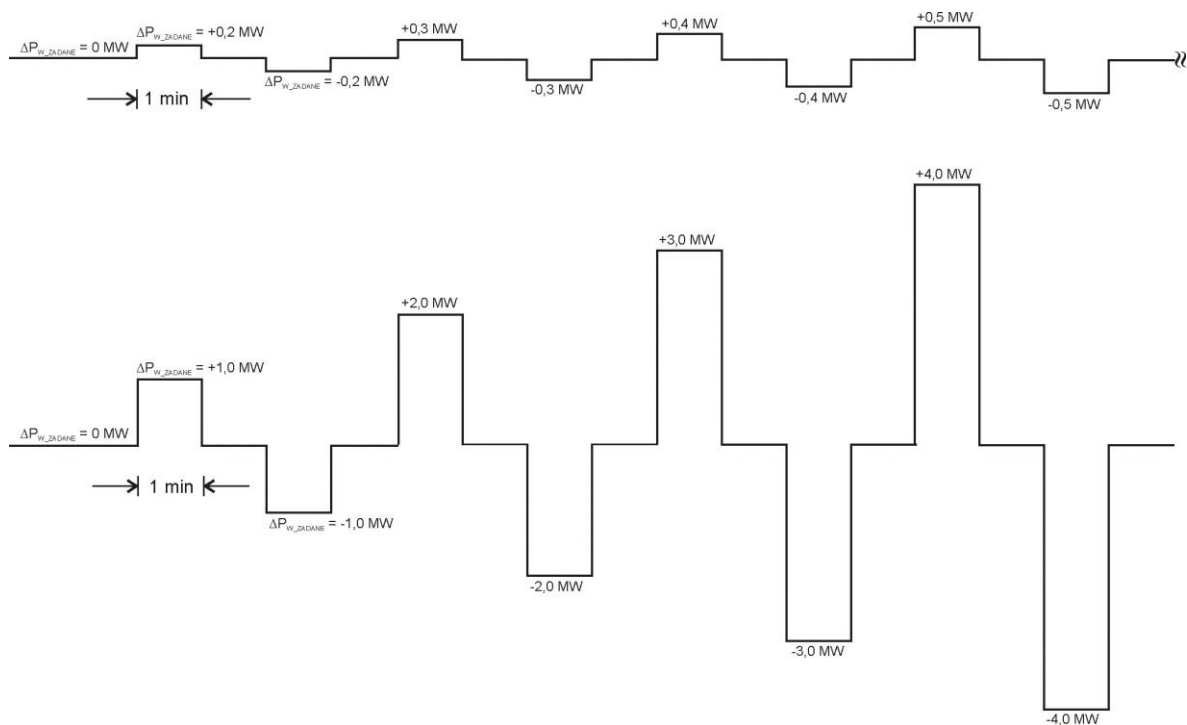 ΔP_W_ZADANE = 0 MW
ΔP_W_ZADANE = +0,2 MW
ΔP_W_ZADANE = -0,2 MW
+0,3 MW
-0,3 MW
+0,4 MW
-0,4 MW
+0,5 MW
-0,5 MW
1 min
ΔP_W_ZADANE = 0 MW
ΔP_W_ZADANE = +1,0 MW
ΔP_W_ZADANE = -1,0 MW
+2,0 MW
-2,0 MW
+3,0 MW
-3,0 MW
+4,0 MW
-4,0 MW
1 min